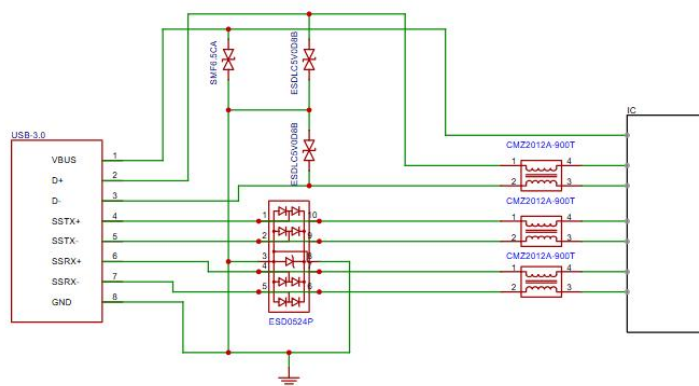 SMF6.5CA
ESDLC5V0D8B
IC
USB-3.0
CMZ2012A-900T
ESDLC5V0D8B
VBUS 1
1 4
D+ 2
2 3
D- 3
CMZ2012A-900T
SSTX+ 4
1 10
1 4
SSTX- 5
2 9
2 3
CMZ2012A-900T
SSRX+ 6
3 8
4
1 4
SSRX- 7
5 6
2 3
GND 8
ESD0524P